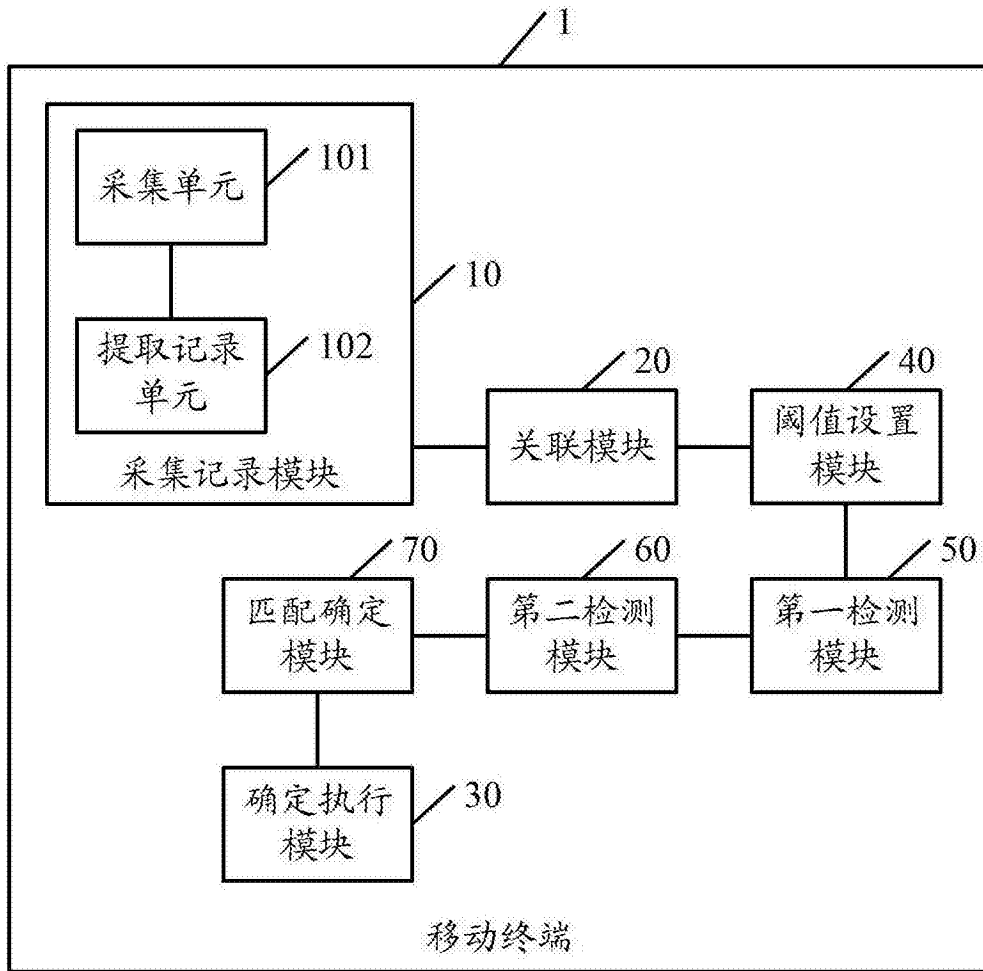 1
采集单元
101
10
提取记录
单元
102
采集记录模块
20
关联模块
40
阈值设置
模块
70
匹配确定
模块
60
第二检测
模块
50
第一检测
模块
确定执行
模块
30
移动终端